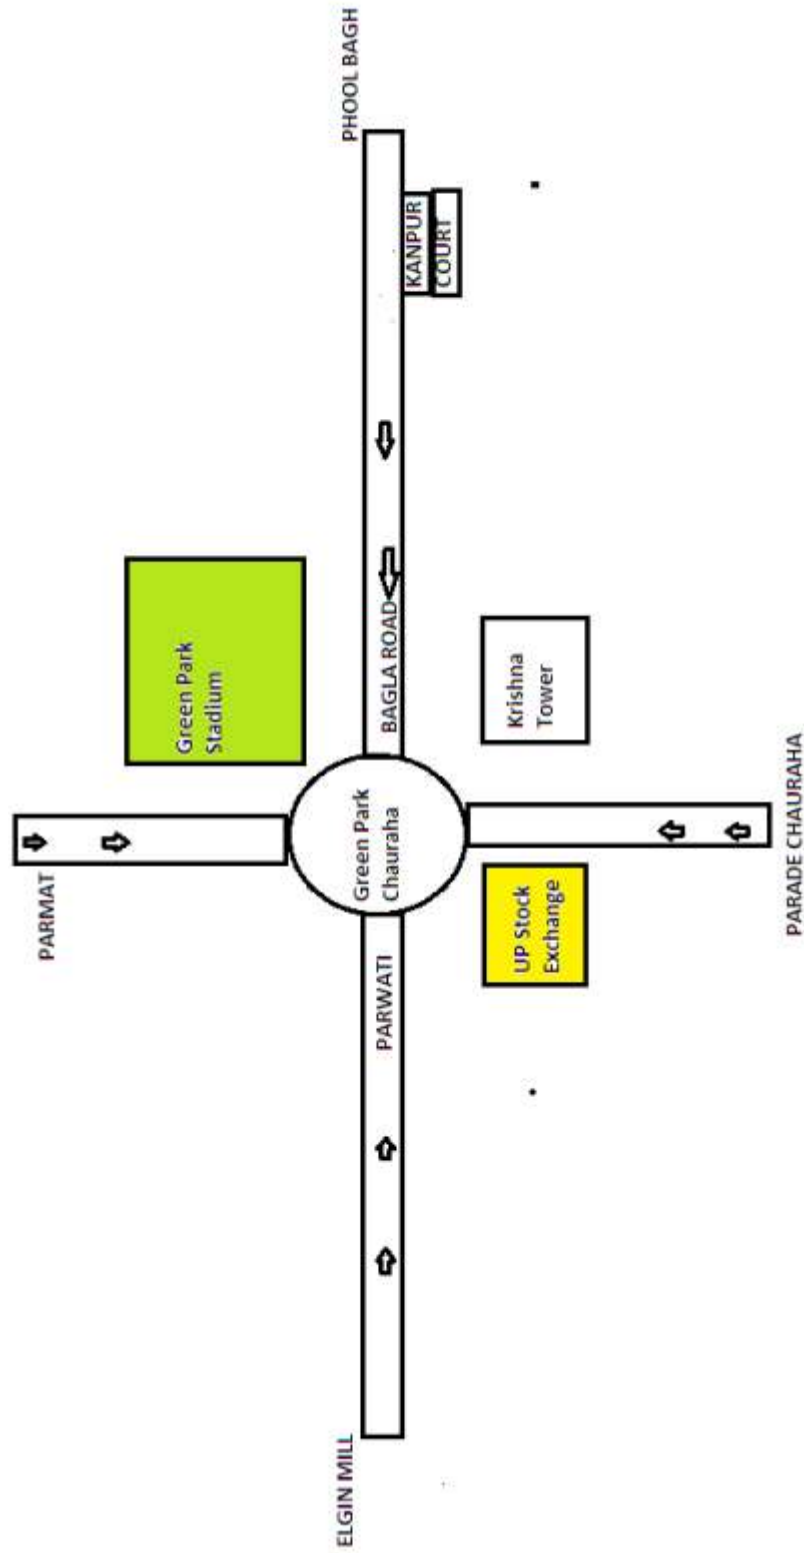 PARMAT
Green Park
Stadium
ELGIN MILL
PARWATI
Green Park
Chauraha
BAGLA ROAD
PHOOL BAGH
KANPUR
COURT
UP Stock
Exchange
Krishna
Tower
PARADE CHAURAHA